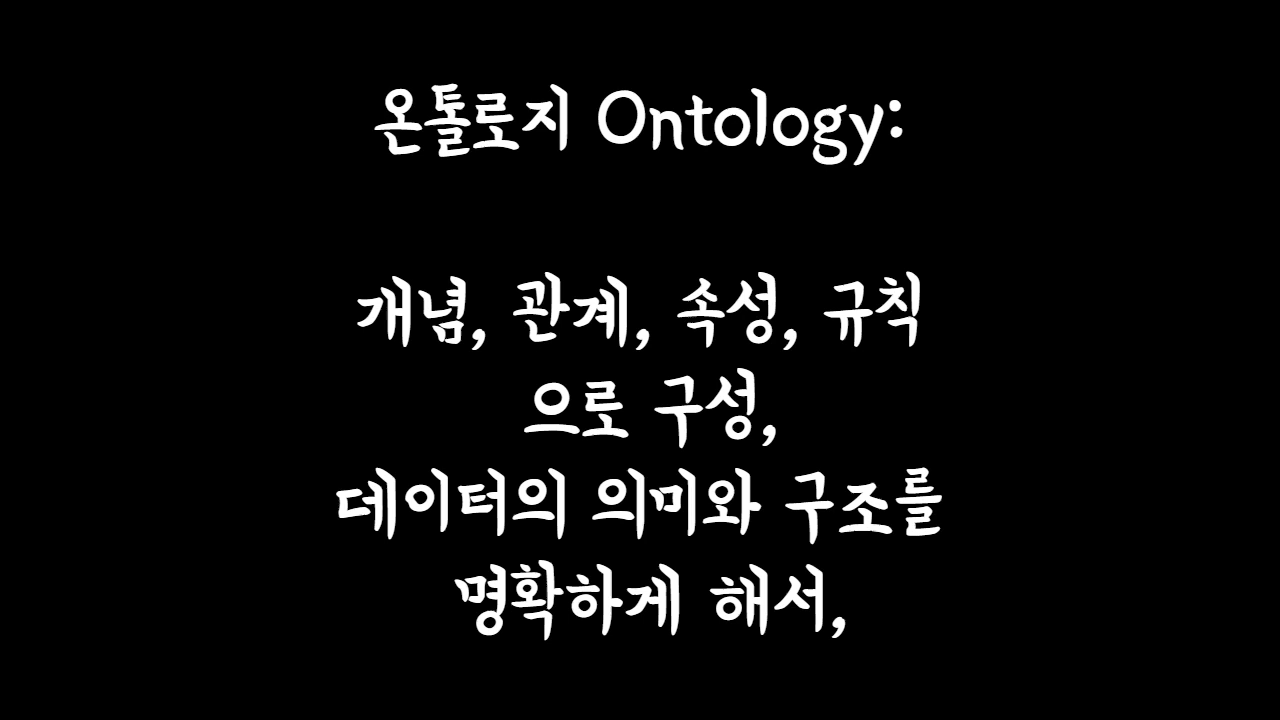 온톨로지 Ontology:
개념, 관계, 속성, 규칙
으로 구성,
데이터의 의미와 구조를
명확하게 해서,